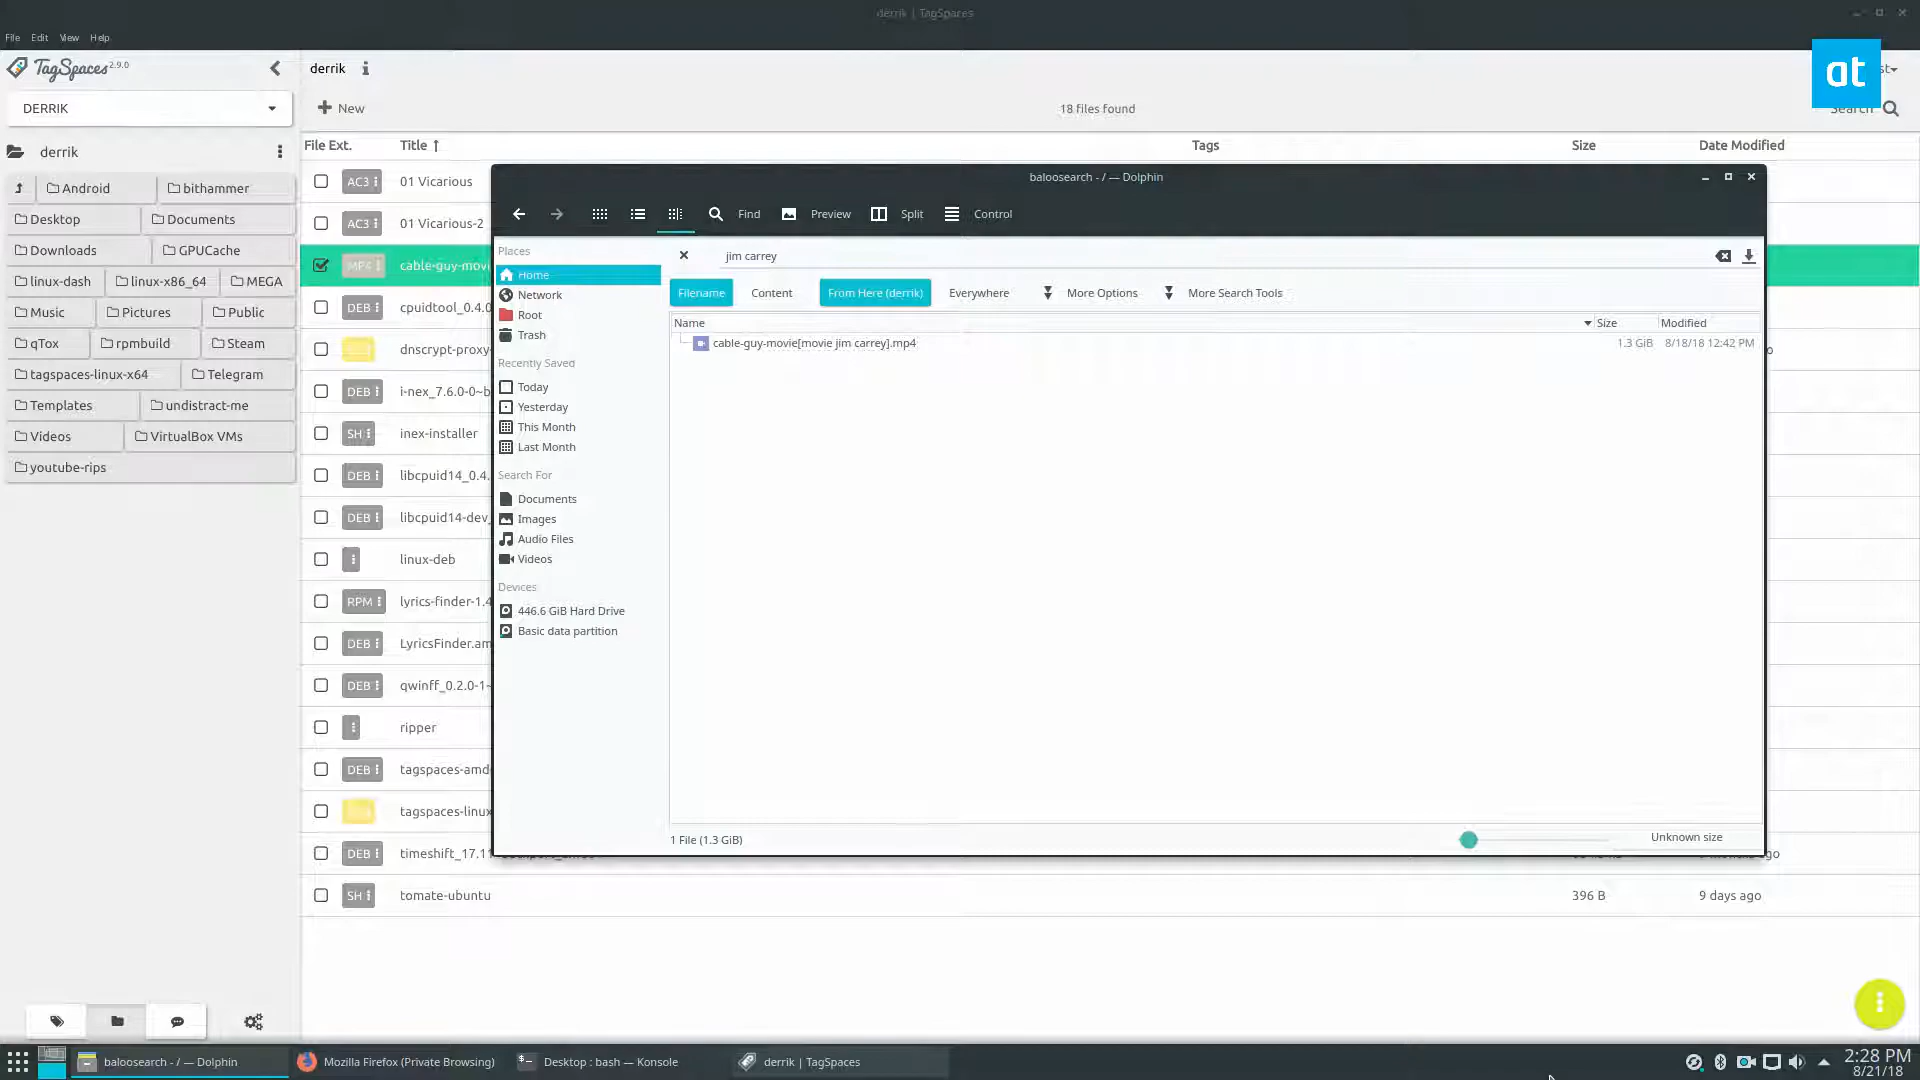 derrik | TagSpaces
File Edit View Help
TagSpaces 2.9.0
derrik
at
DERRIK
New
18 files found
Search
derrik
File Ext. Title Tags Size Date Modified
Android
bithammer
Desktop
Documents
Downloads
GPUCache
linux-dash
linux-x86_64
MEGA
Music
Pictures
Public
qTox
rpmbuild
Steam
tagspaces-linux-x64
Telegram
Templates
undistract-me
Videos
VirtualBox VMs
youtube-rips
AC3 01 Vicarious
AC3 01 Vicarious-2
MP4 cable-guy-movi
DEB cpuidtool_0.4.0
dnscrypt-proxy-
DEB i-nex_7.6.0-0~b
SH inex-installer
DEB libcpuid14_0.4.
DEB libcpuid14-dev_
linux-deb
RPM lyrics-finder-1.4
DEB LyricsFinder.am
DEB qwinff_0.2.0-1~
ripper
DEB tagspaces-amd
tagspaces-linux
DEB timeshift_17.11
SH tomate-ubuntu 396 B 9 days ago
baloosearch - / — Dolphin
Find Preview Split Control
Places
Home
Network
Root
Trash
Recently Saved
Today
Yesterday
This Month
Last Month
Search For
Documents
Images
Audio Files
Videos
Devices
446.6 GiB Hard Drive
Basic data partition
jim carrey
Filename Content From Here (derrik) Everywhere More Options More Search Tools
Name Size Modified
cable-guy-movie[movie jim carrey].mp4 1.3 GiB 8/18/18 12:42 PM
1 File (1.3 GiB) Unknown size
baloosearch - / — Dolphin
Mozilla Firefox (Private Browsing)
Desktop : bash — Konsole
derrik | TagSpaces
2:28 PM
8/21/18